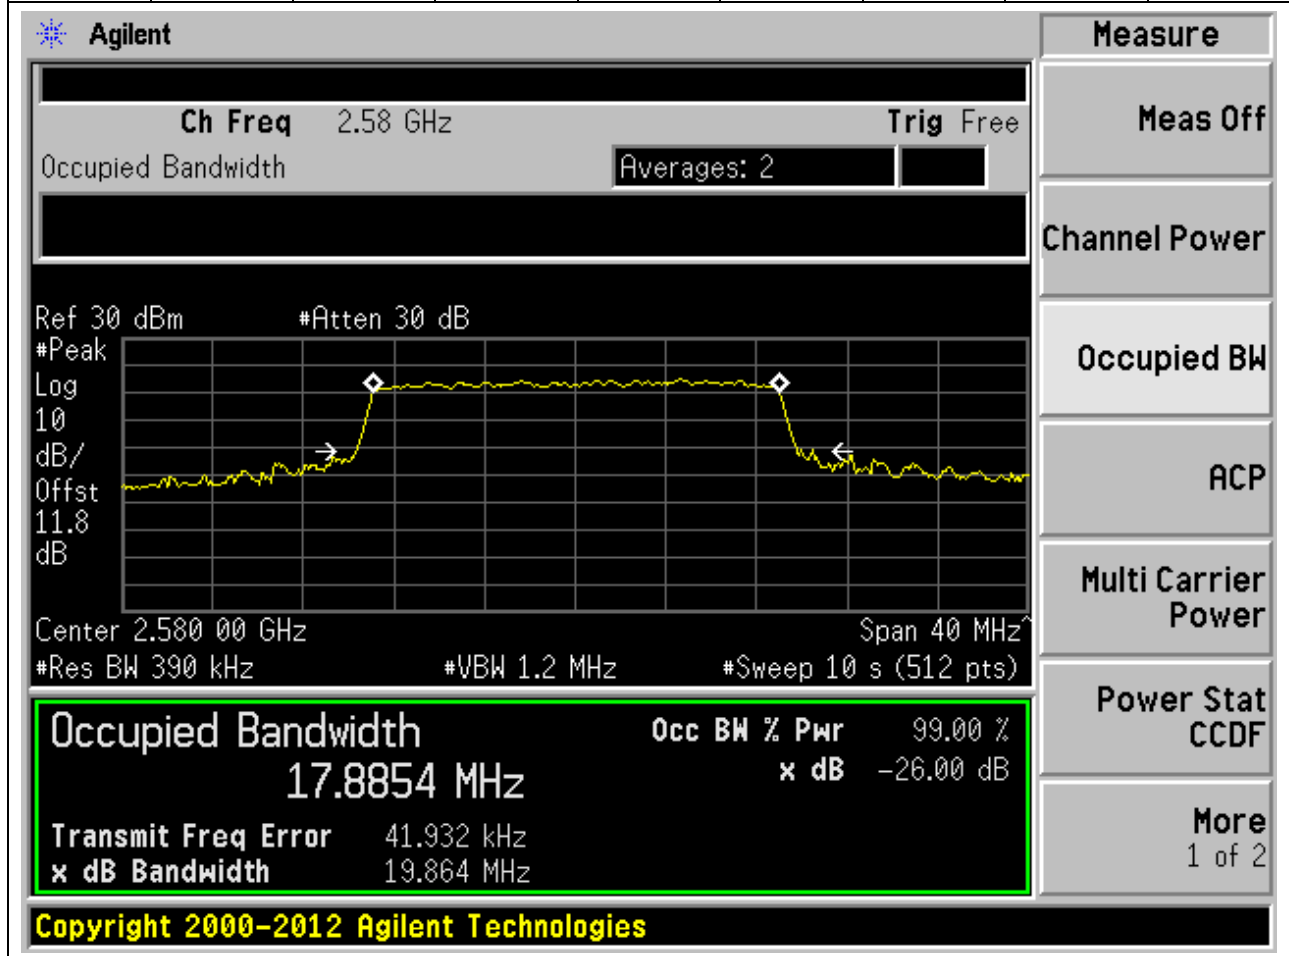 Agilent
Measure
Ch Freq 2.58 GHz Trig Free
Meas Off
Occupied Bandwidth Averages: 2
Channel Power
Ref 30 dBm #Atten 30 dB
#Peak
Log
10
dB/
Offst
11.8
dB
Occupied BW
ACP
Center 2.580 00 GHz Span 40 MHz^
#Res BW 390 kHz #VBW 1.2 MHz #Sweep 10 s (512 pts)
Multi Carrier
Power
Occupied Bandwidth Occ BW % Pwr 99.00 %
17.8854 MHz x dB -26.00 dB
Transmit Freq Error 41.932 kHz
x dB Bandwidth 19.864 MHz
Power Stat
CCDF
More
1 of 2
Copyright 2000-2012 Agilent Technologies